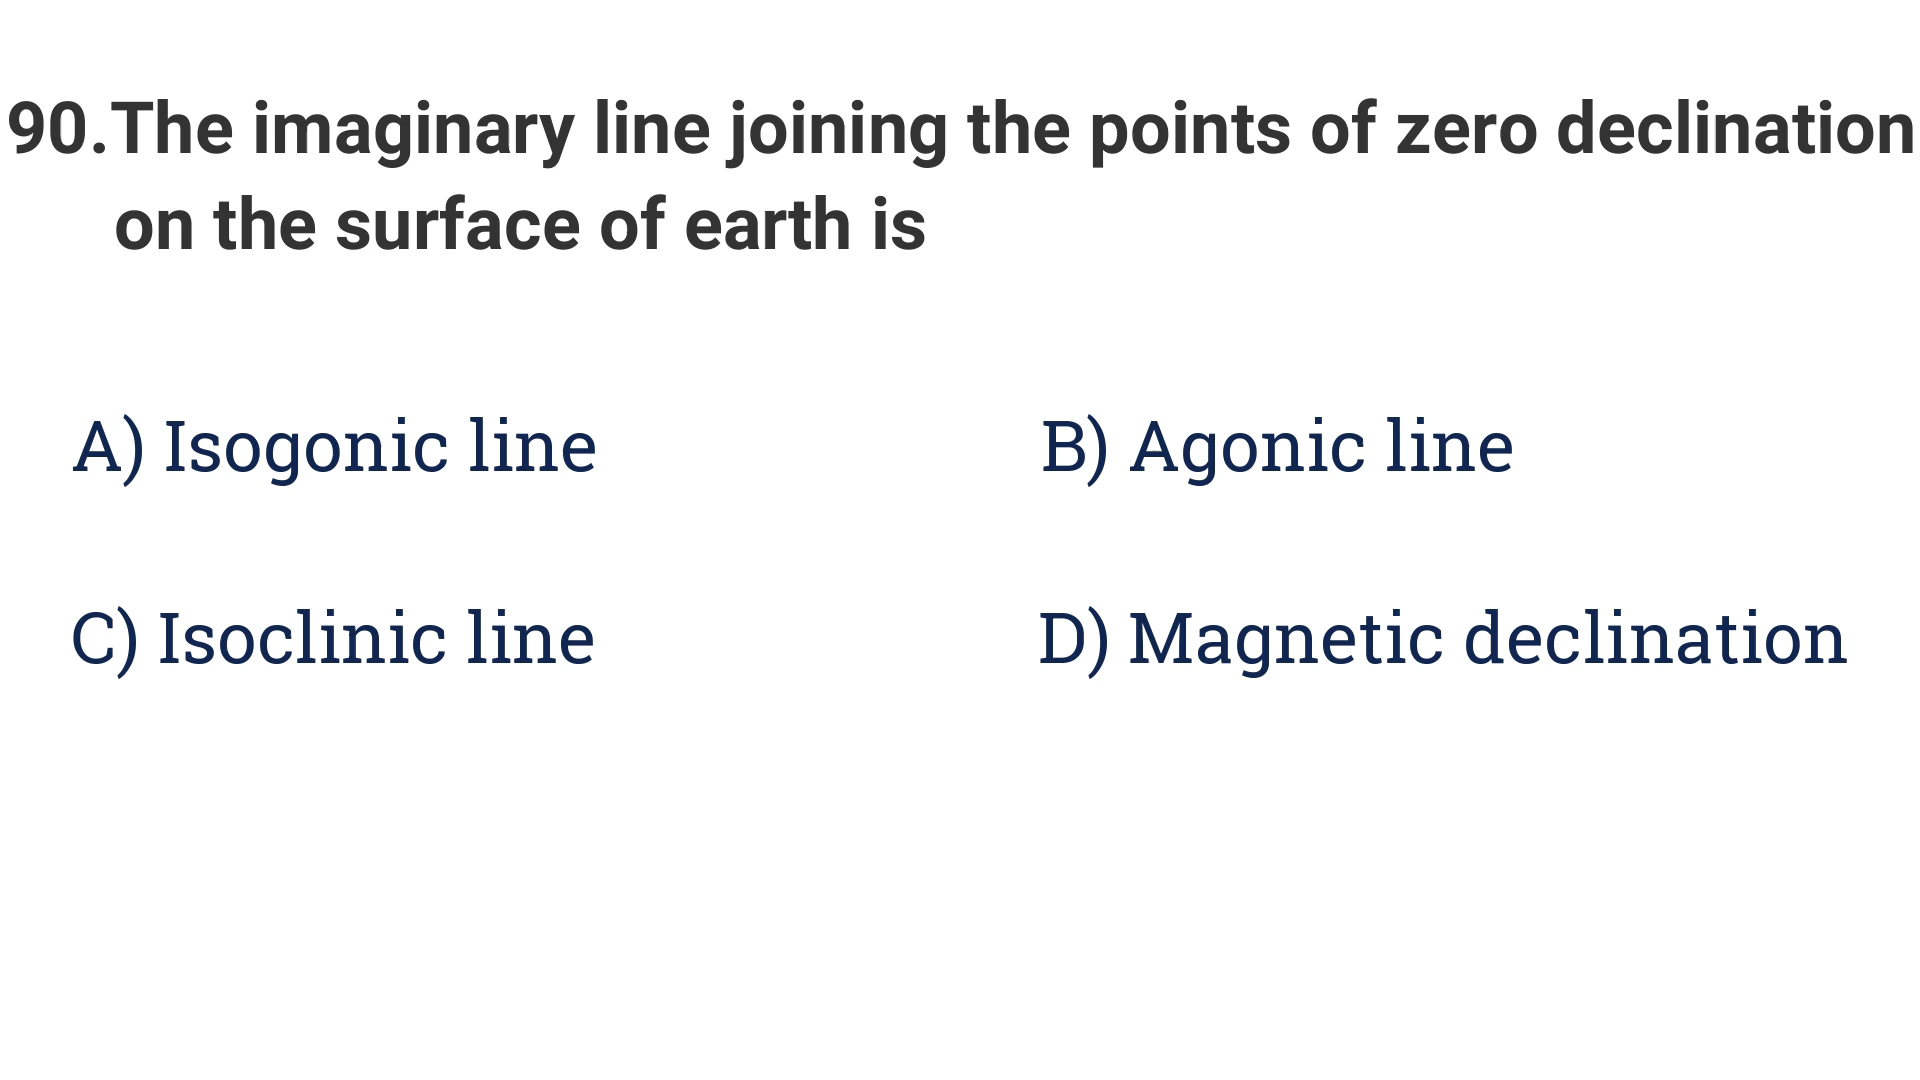 90.The imaginary line joining the points of zero declination
on the surface of earth is
A) Isogonic line
B) Agonic line
C) Isoclinic line
D) Magnetic declination